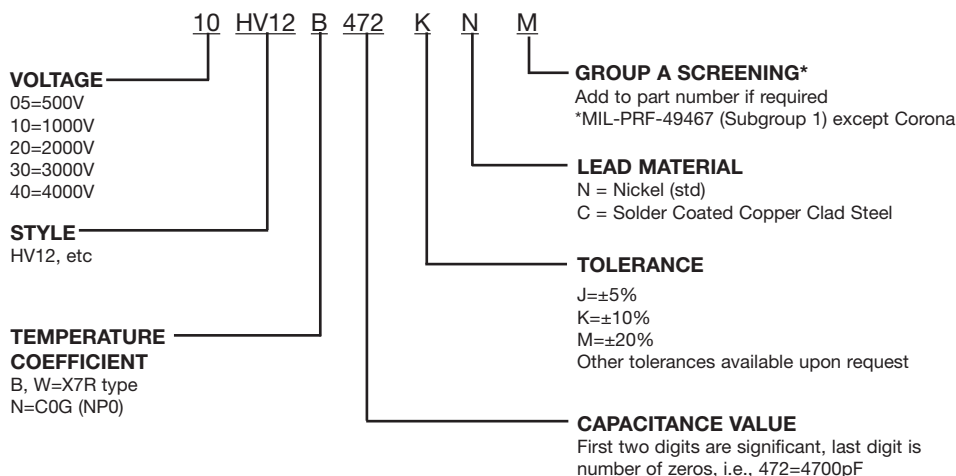 10 HV12 B 472 K N M
VOLTAGE
05=500V
10=1000V
20=2000V
30=3000V
40=4000V
STYLE
HV12, etc
TEMPERATURE
COEFFICIENT
B, W=X7R type
N=C0G (NP0)
GROUP A SCREENING*
Add to part number if required
*MIL-PRF-49467 (Subgroup 1) except Corona
LEAD MATERIAL
N = Nickel (std)
C = Solder Coated Copper Clad Steel
TOLERANCE
J=±5%
K=±10%
M=±20%
Other tolerances available upon request
CAPACITANCE VALUE
First two digits are significant, last digit is
number of zeros, i.e., 472=4700pF